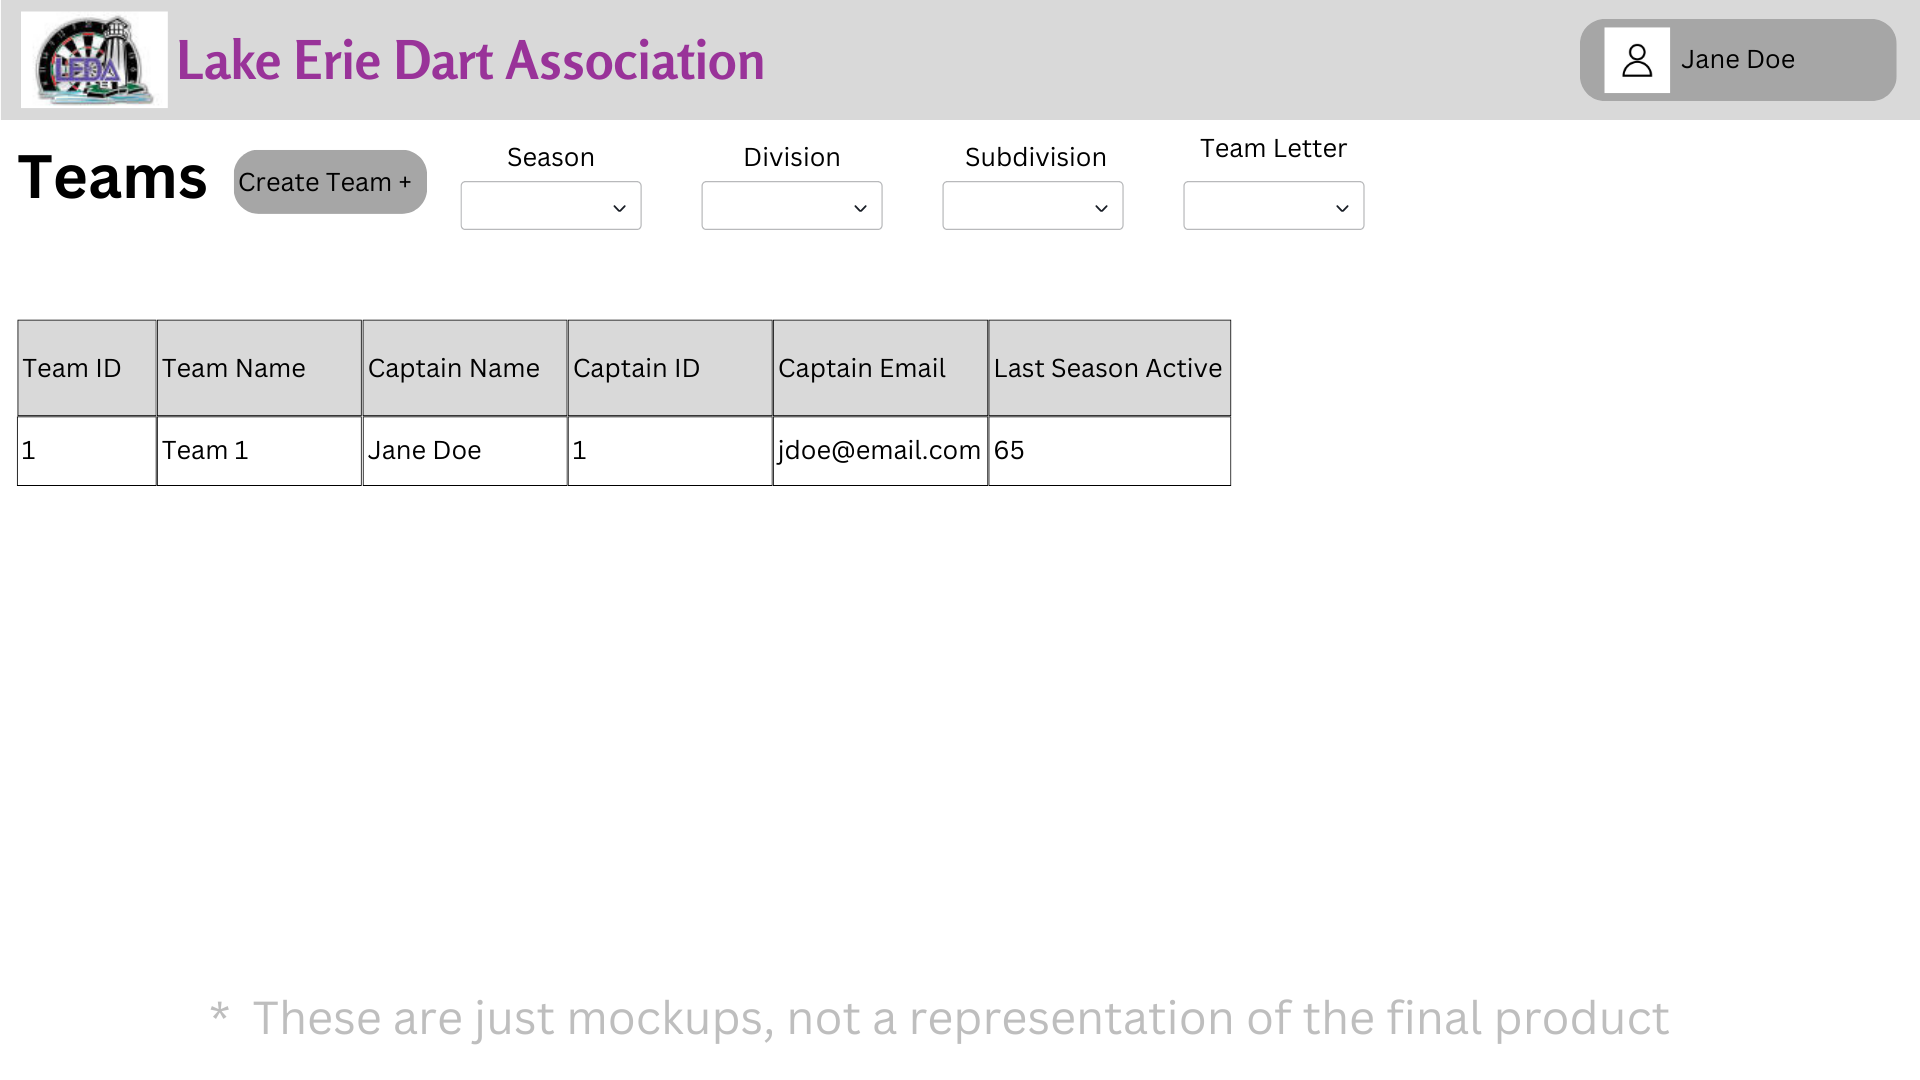 LEDA
Lake Erie Dart Association
Jane Doe
Teams
Create Team +
Season
Division
Subdivision
Team Letter
Team ID
Team Name
Captain Name
Captain ID
Captain Email
Last Season Active
1
Team 1
Jane Doe
1
jdoe@email.com
65
* These are just mockups, not a representation of the final product